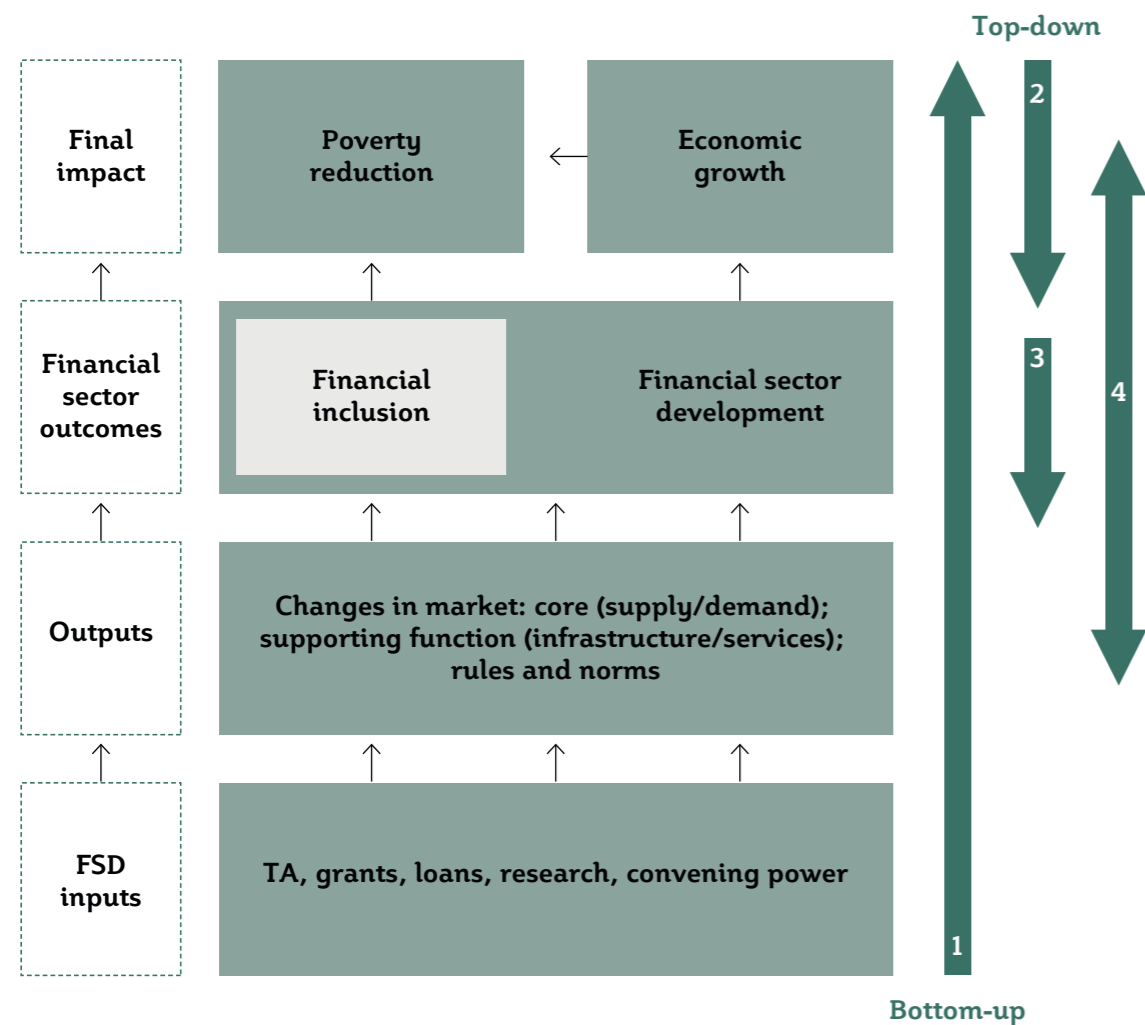 Top-down
2
Final
impact
Poverty
reduction
Economic
growth
Financial
sector
outcomes
Financial
inclusion
Financial sector
development
3
4
Outputs
Changes in market: core (supply/demand);
supporting function (infrastructure/services);
rules and norms
FSD
inputs
TA, grants, loans, research, convening power
1
Bottom-up